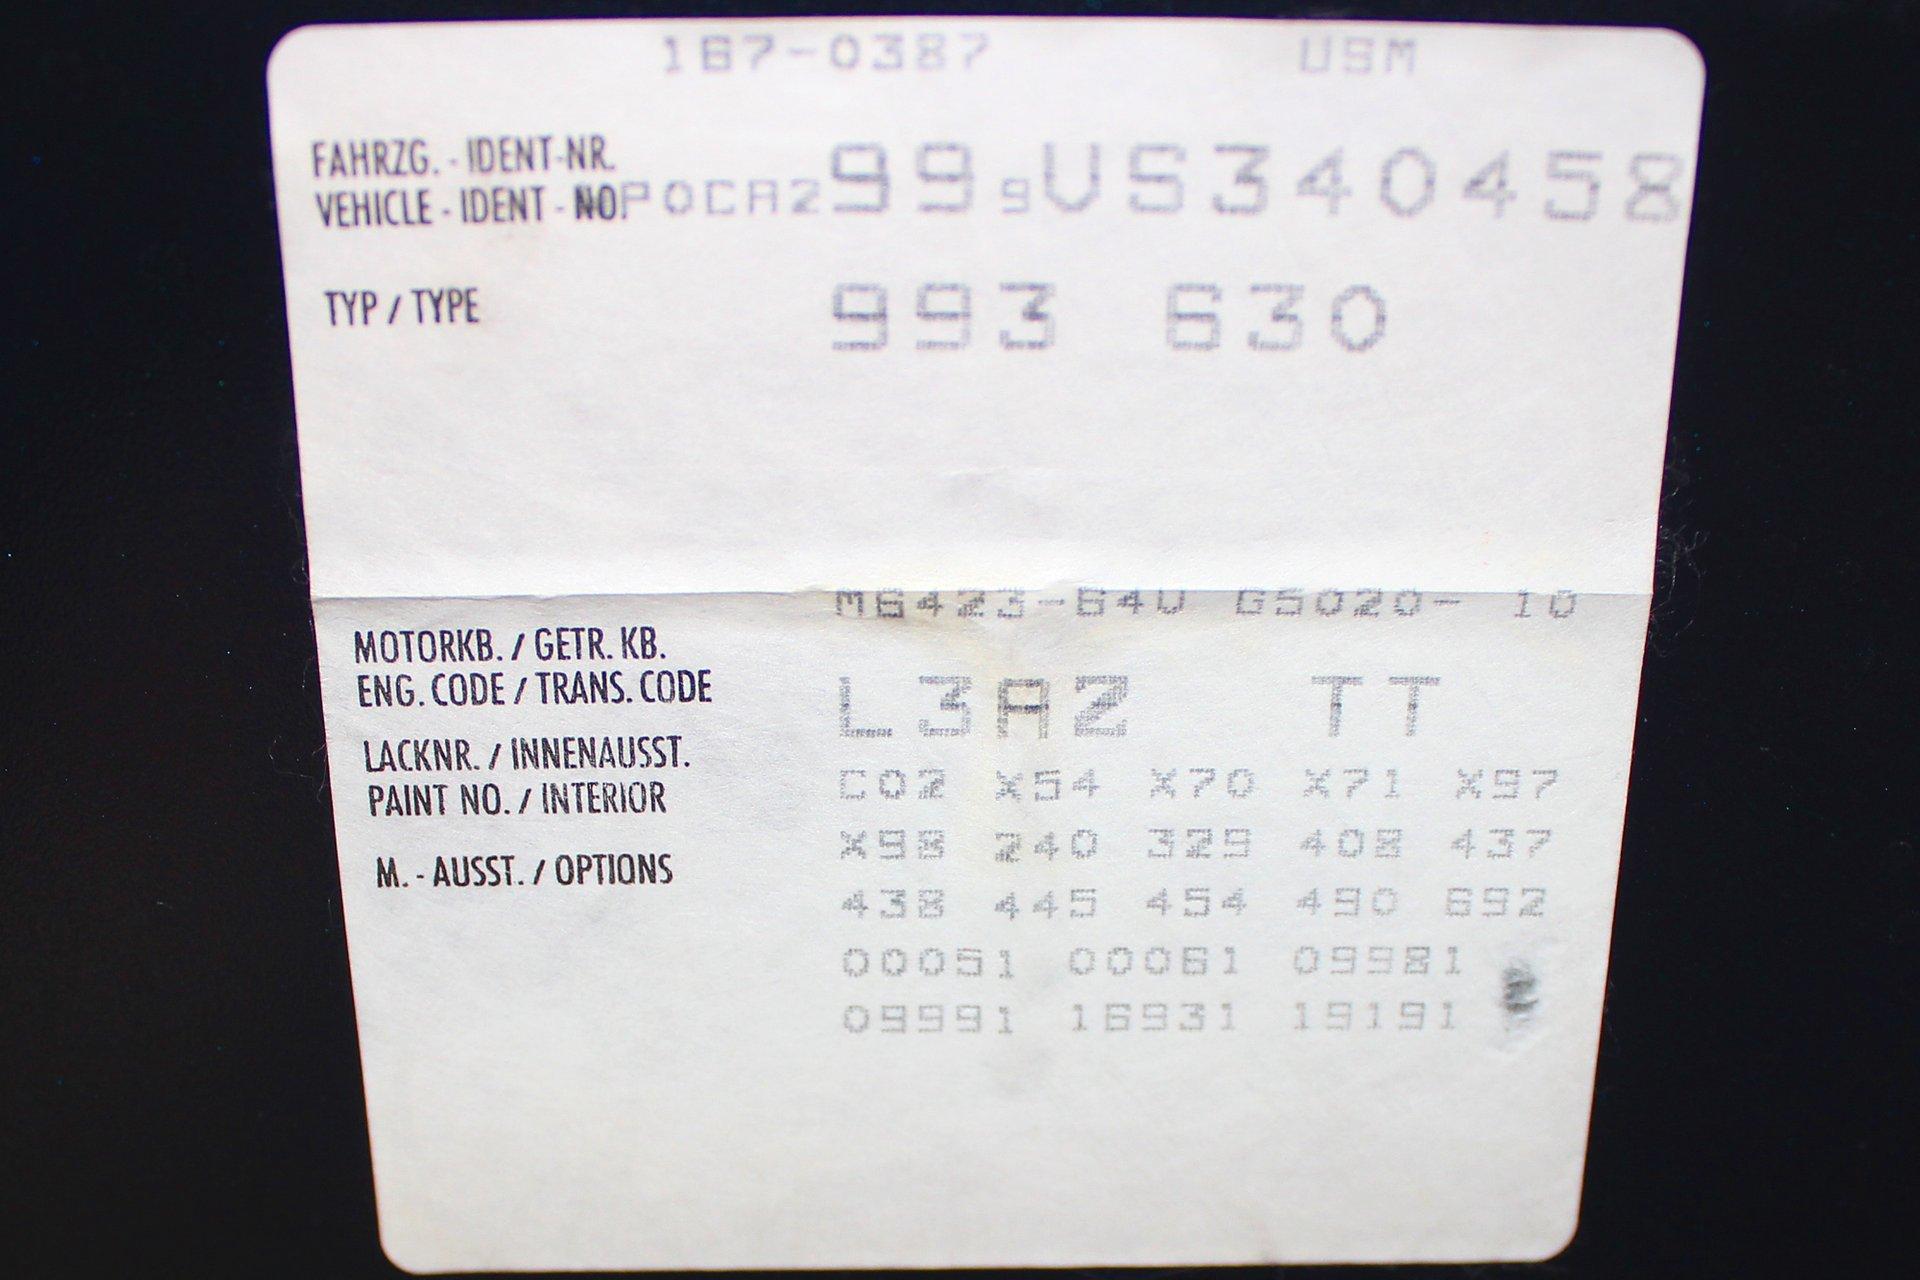 167-0387 USM
FAHRZG. - IDENT-NR.
VEHICLE - IDENT - NO. P0CA299 9VS340458
TYP / TYPE 993 630
M6423-64U G5020- 10
MOTORKB. / GETR. KB.
ENG. CODE / TRANS. CODE
L3AZ TT
LACKNR. / INNENAUSST.
PAINT NO. / INTERIOR
C02 X54 X70 X71 X97
X98 240 329 408 437
M. - AUSST. / OPTIONS
438 445 454 490 692
00051 00061 09981
09991 16931 19191